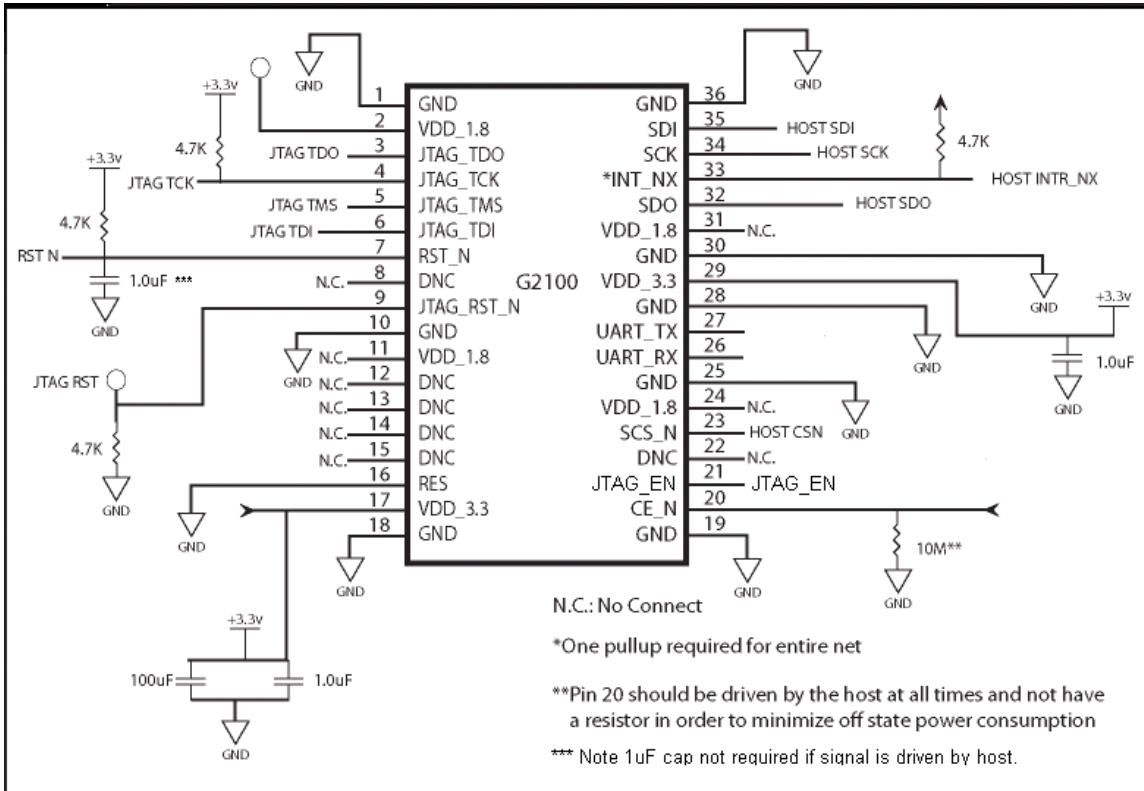 GND
GND
+3.3v
1 GND
GND 36
2 VDD_1.8
SDI 35 HOST SDI
4.7K
JTAG TDO 3 JTAG_TDO
SCK 34 HOST SCK
4.7K
+3.3v
JTAG TCK 4 JTAG_TCK
*INT_NX 33 HOST INTR_NX
JTAG TMS 5 JTAG_TMS
SDO 32 HOST SDO
4.7K
JTAG TDI 6 JTAG_TDI
VDD_1.8 31 N.C.
RST N 7 RST_N
GND 30
1.0uF ***
N.C. 8 DNC
G2100
VDD_3.3 29
GND
+3.3v
GND
9 JTAG_RST_N
GND 28
10 GND
UART_TX 27
GND
N.C. 11 VDD_1.8
UART_RX 26
GND
1.0uF
JTAG RST
N.C. 12 DNC
GND 25
GND
N.C. 13 DNC
VDD_1.8 24 N.C.
GND
4.7K
N.C. 14 DNC
SCS_N 23 HOST CSN
N.C. 15 DNC
DNC 22 N.C.
GND
16 RES
JTAG_EN 21 JTAG_EN
GND
17 VDD_3.3
CE_N 20
18 GND
GND 19
10M**
GND
GND
GND
N.C.: No Connect
+3.3v
*One pullup required for entire net
100uF
1.0uF
GND
**Pin 20 should be driven by the host at all times and not have
a resistor in order to minimize off state power consumption
*** Note 1uF cap not required if signal is driven by host.